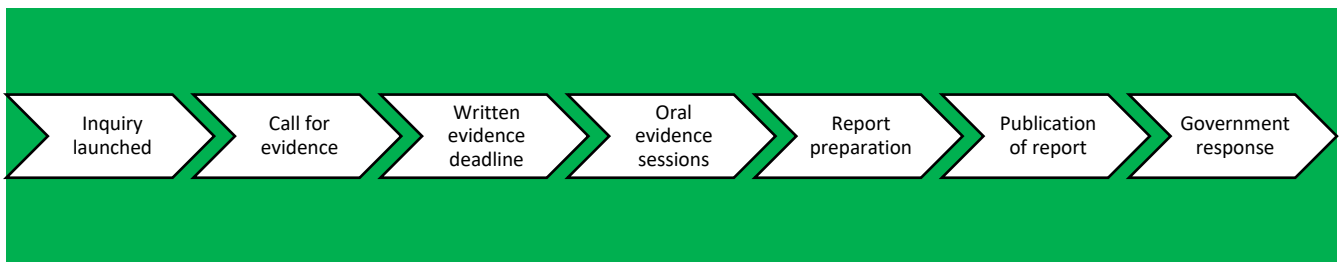 Inquiry
launched
Call for
evidence
Written
evidence
deadline
Oral
evidence
sessions
Report
preparation
Publication
of report
Government
response